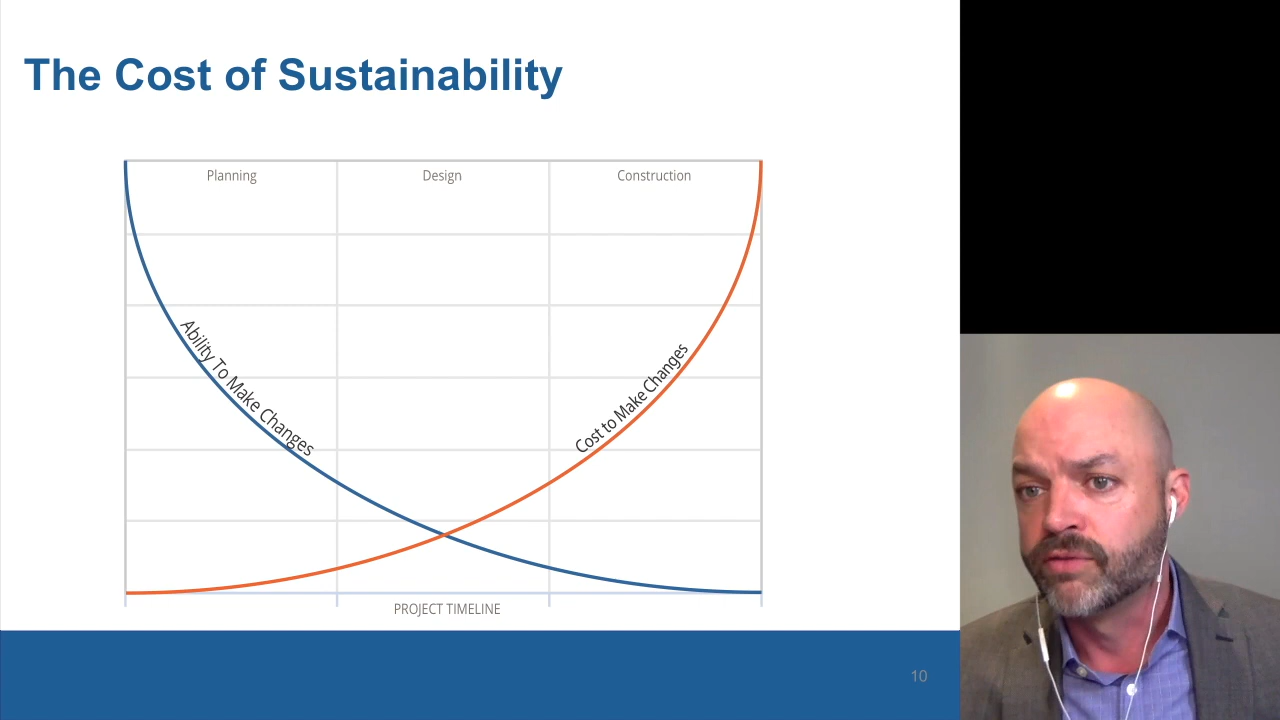 The Cost of Sustainability
Planning
Design
Construction
Ability To Make Changes
Cost to Make Changes
PROJECT TIMELINE
10